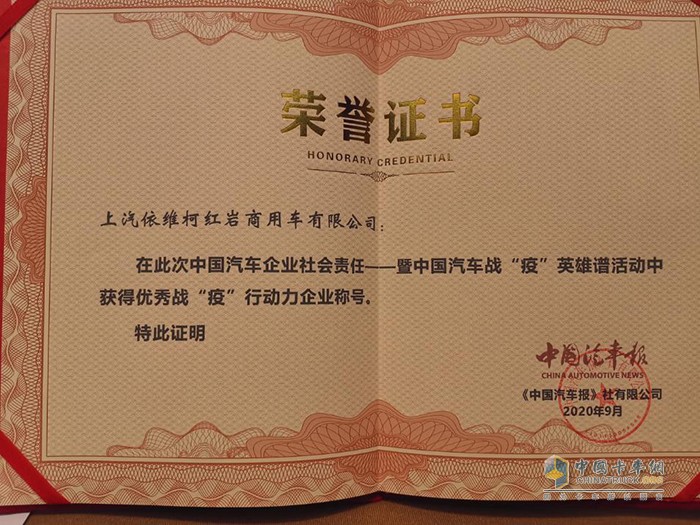 荣誉证书
HONORARY CREDENTIAL
上汽依维柯红岩商用车有限公司：
在此次中国汽车企业社会责任——暨中国汽车战“疫”英雄谱活动中
获得优秀战“疫”行动力企业称号。
特此证明
中国汽车报
CHINA AUTOMOTIVE NEWS
《中国汽车报》社有限公司
2020年9月
中国卡车网
CHINATRUCK.ORG